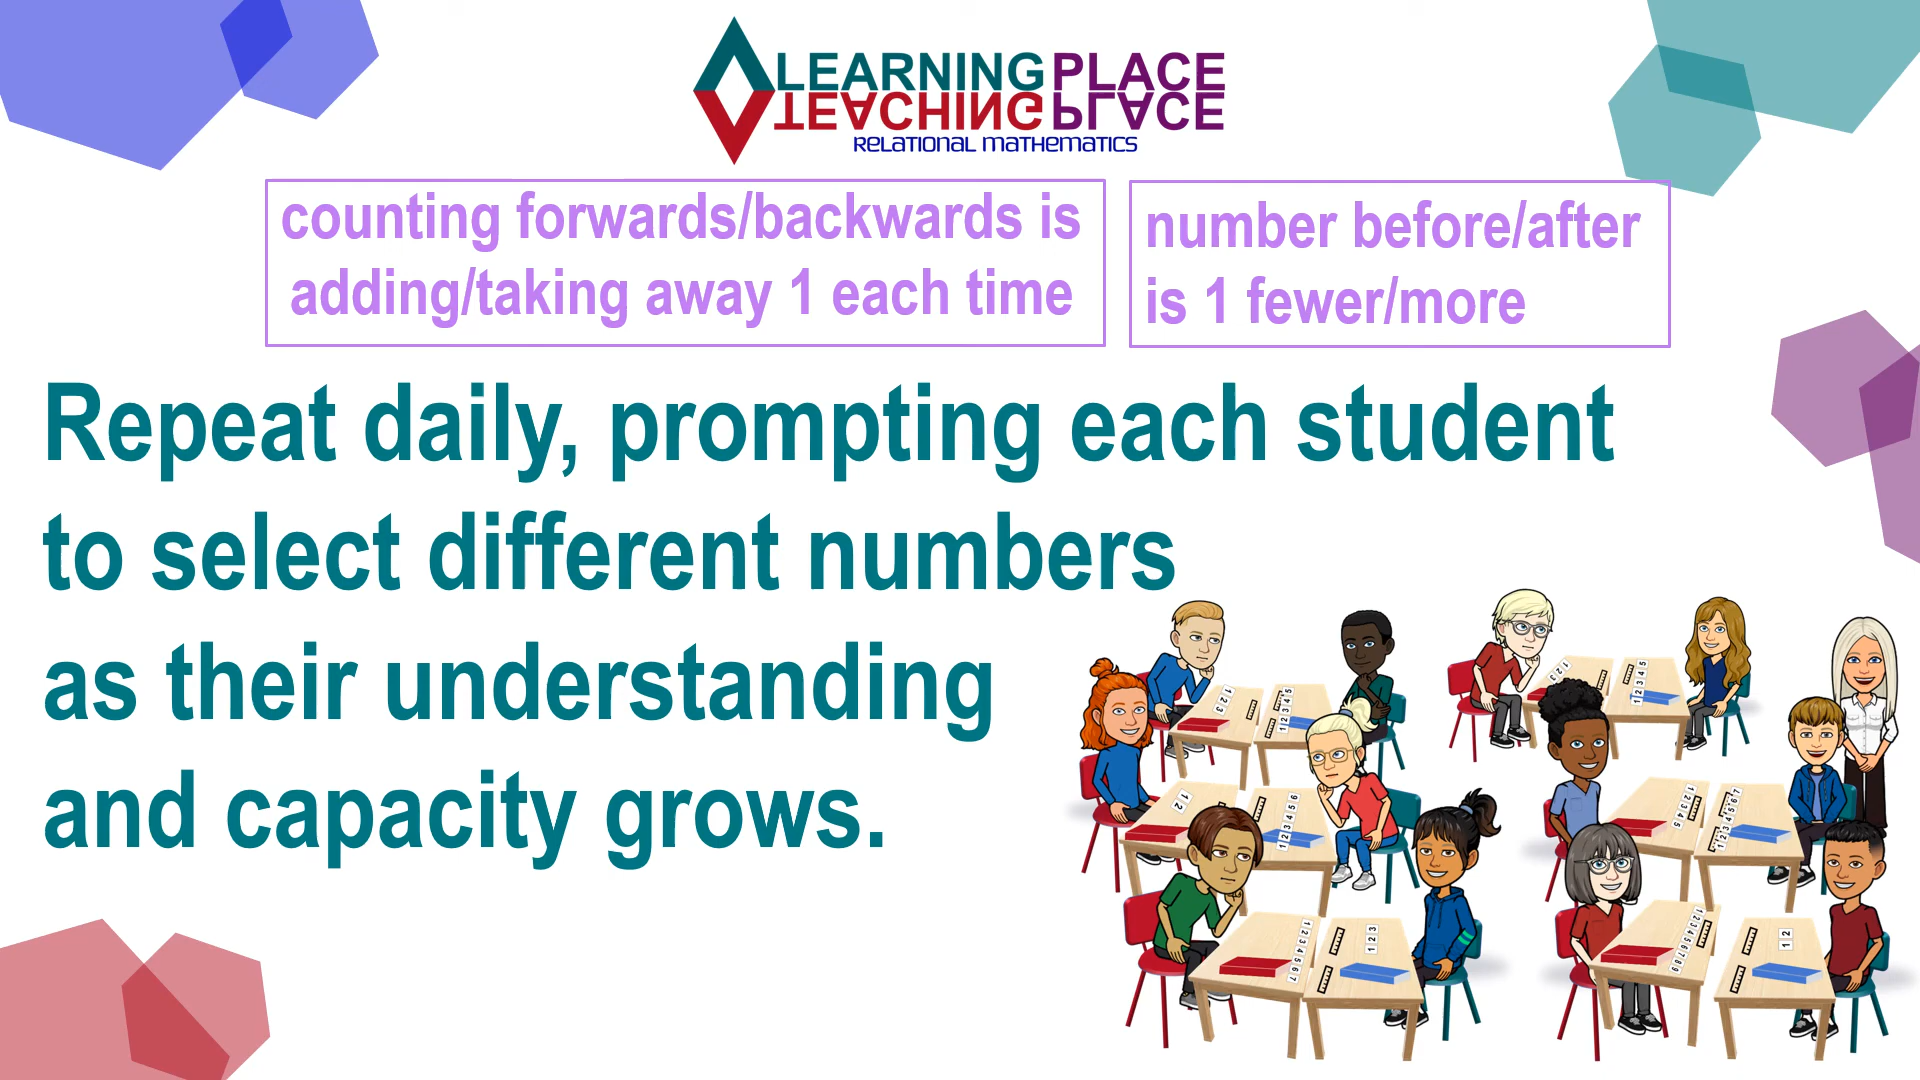 LEARNING PLACE
TEACHING PLACE
RELATIONAL MATHEMATICS
counting forwards/backwards is
adding/taking away 1 each time
number before/after
is 1 fewer/more
Repeat daily, prompting each student
to select different numbers
as their understanding
and capacity grows.